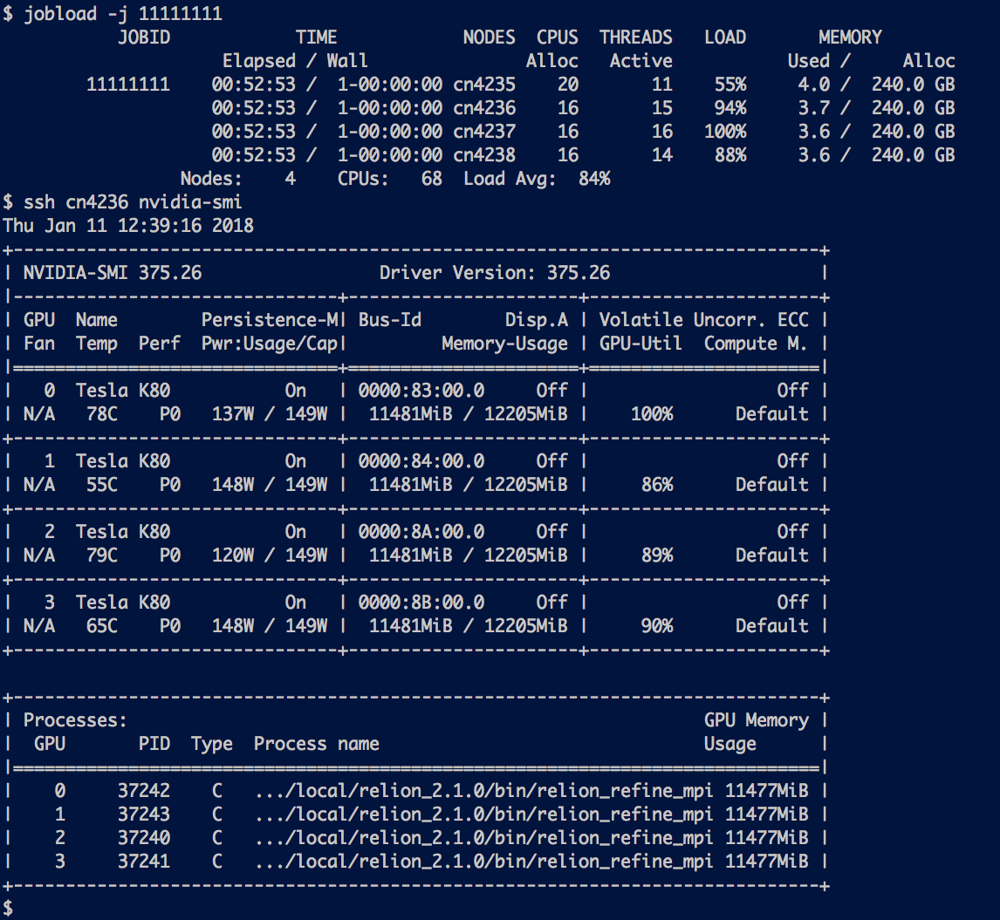 $ jobload -j 11111111
           JOBID            TIME            NODES  CPUS  THREADS   LOAD       MEMORY
                     Elapsed / Wall               Alloc   Active           Used /     Alloc
        11111111    00:52:53 /  1-00:00:00 cn4235    20       11    55%     4.0 /  240.0 GB
                    00:52:53 /  1-00:00:00 cn4236    16       15    94%     3.7 /  240.0 GB
                    00:52:53 /  1-00:00:00 cn4237    16       16   100%     3.6 /  240.0 GB
                    00:52:53 /  1-00:00:00 cn4238    16       14    88%     3.6 /  240.0 GB
                 Nodes:    4    CPUs:   68  Load Avg:  84%
$ ssh cn4236 nvidia-smi
Thu Jan 11 12:39:16 2018
+-----------------------------------------------------------------------------+
| NVIDIA-SMI 375.26                 Driver Version: 375.26                    |
|-------------------------------+----------------------+----------------------+
| GPU  Name        Persistence-M| Bus-Id        Disp.A | Volatile Uncorr. ECC |
| Fan  Temp  Perf  Pwr:Usage/Cap|         Memory-Usage | GPU-Util  Compute M. |
|===============================+======================+======================|
|   0  Tesla K80           On   | 0000:83:00.0     Off |                  Off |
| N/A   78C    P0   137W / 149W |  11481MiB / 12205MiB |    100%      Default |
+-------------------------------+----------------------+----------------------+
|   1  Tesla K80           On   | 0000:84:00.0     Off |                  Off |
| N/A   55C    P0   148W / 149W |  11481MiB / 12205MiB |     86%      Default |
+-------------------------------+----------------------+----------------------+
|   2  Tesla K80           On   | 0000:8A:00.0     Off |                  Off |
| N/A   79C    P0   120W / 149W |  11481MiB / 12205MiB |     89%      Default |
+-------------------------------+----------------------+----------------------+
|   3  Tesla K80           On   | 0000:8B:00.0     Off |                  Off |
| N/A   65C    P0   148W / 149W |  11481MiB / 12205MiB |     90%      Default |
+-------------------------------+----------------------+----------------------+

+-----------------------------------------------------------------------------+
| Processes:                                                       GPU Memory |
|  GPU       PID  Type  Process name                               Usage      |
|=============================================================================|
|    0     37242    C   .../local/relion_2.1.0/bin/relion_refine_mpi 11477MiB |
|    1     37243    C   .../local/relion_2.1.0/bin/relion_refine_mpi 11477MiB |
|    2     37240    C   .../local/relion_2.1.0/bin/relion_refine_mpi 11477MiB |
|    3     37241    C   .../local/relion_2.1.0/bin/relion_refine_mpi 11477MiB |
+-----------------------------------------------------------------------------+
$